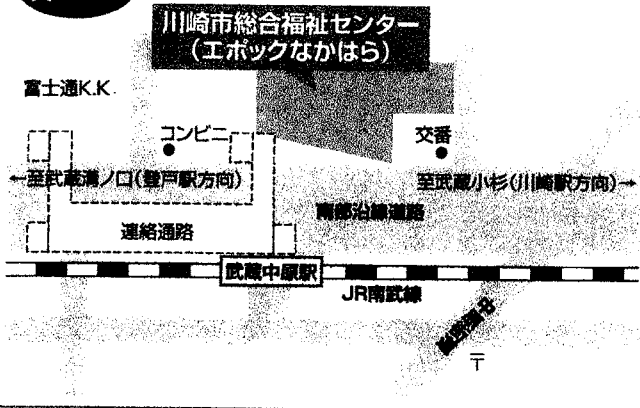 川崎市総合福祉センター
(エポックなかはら)
富士通K.K.
コンビニ
交番
←至武蔵溝ノ口(登戸駅方向)
至武蔵小杉(川崎駅方向)→
南部沿線道路
連絡通路
武蔵中原駅
JR南武線
〒